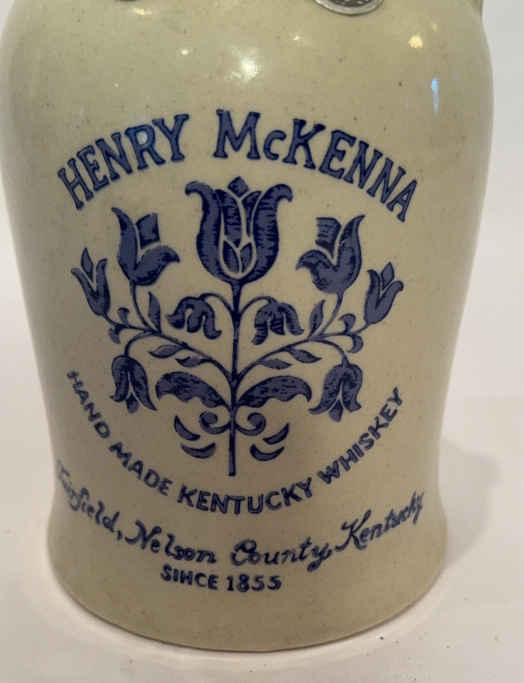 HENRY McKENNA
HAND MADE KENTUCKY WHISKEY
Fairfield, Nelson County, Kentucky
SINCE 1855